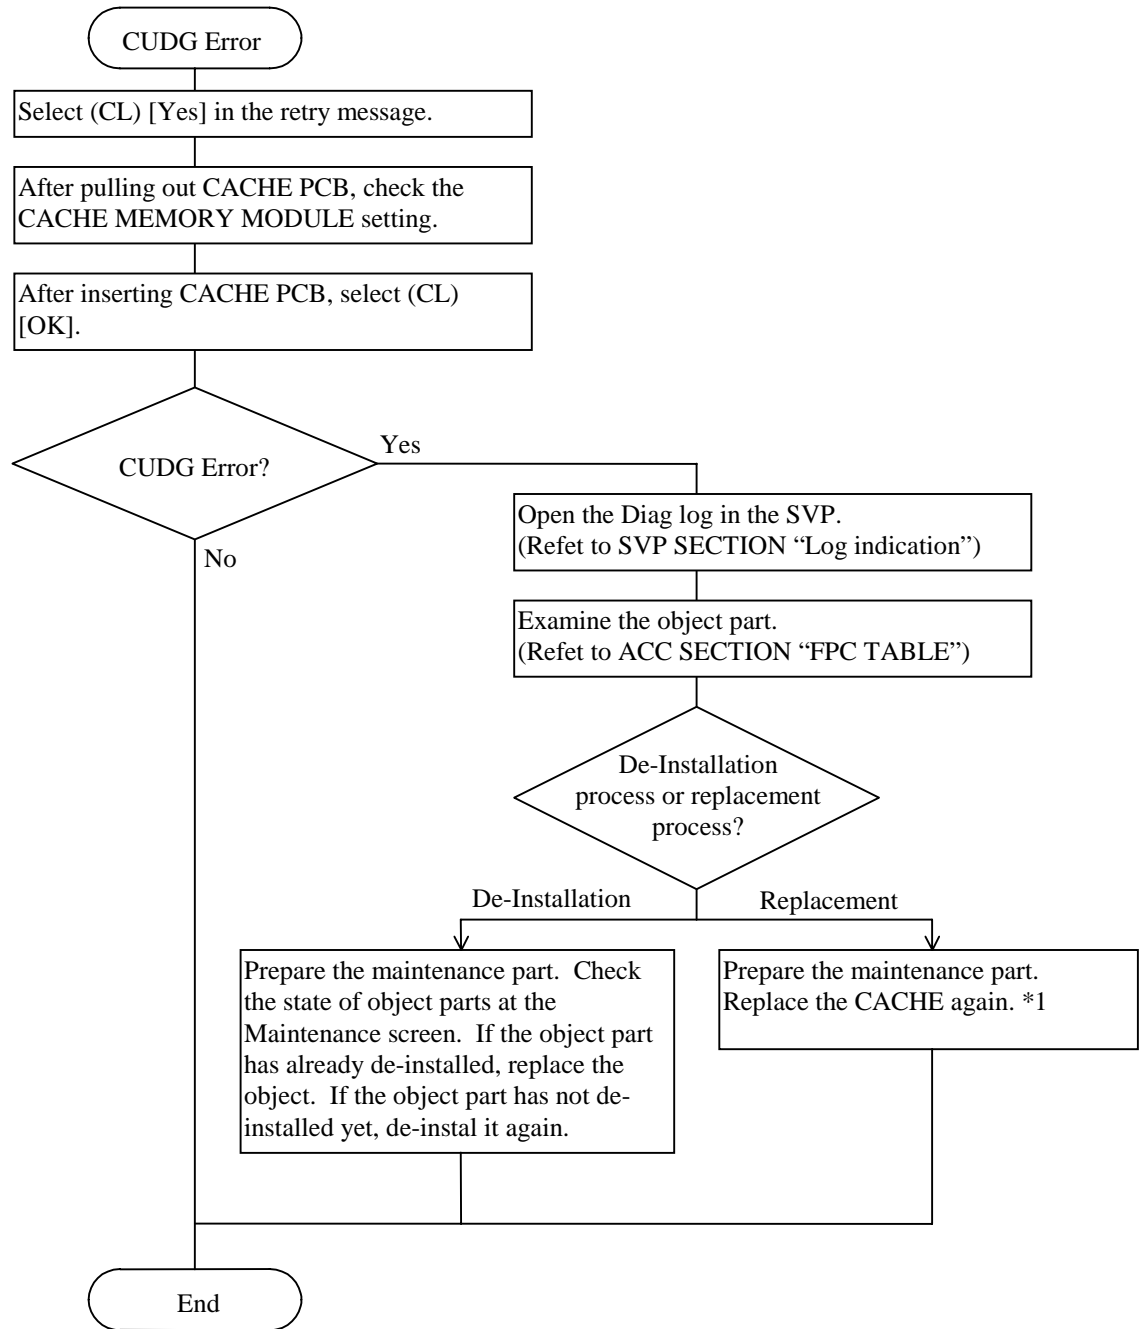 CUDG Error
Select (CL) [Yes] in the retry message.
After pulling out CACHE PCB, check the
CACHE MEMORY MODULE setting.
After inserting CACHE PCB, select (CL)
[OK].
CUDG Error?
Yes
No
Open the Diag log in the SVP.
(Refet to SVP SECTION “Log indication”)
Examine the object part.
(Refet to ACC SECTION “FPC TABLE”)
De-Installation
process or replacement
process?
De-Installation
Replacement
Prepare the maintenance part.  Check
the state of object parts at the
Maintenance screen.  If the object part
has already de-installed, replace the
object.  If the object part has not de-
installed yet, de-instal it again.
Prepare the maintenance part.
Replace the CACHE again. *1
End